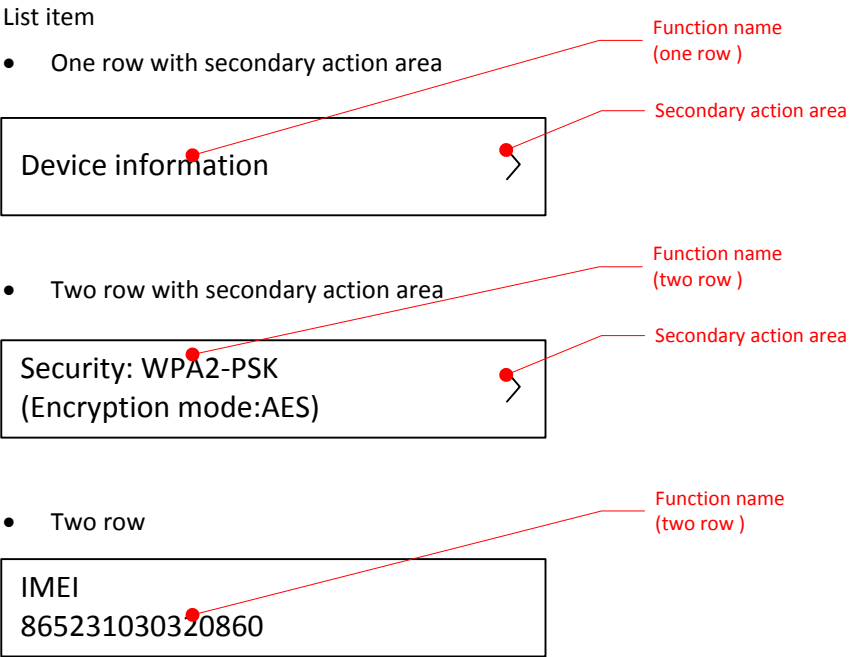 List item
Function name
(one row )
• One row with secondary action area
Secondary action area
Device information
Function name
(two row )
• Two row with secondary action area
Secondary action area
Security: WPA2-PSK
(Encryption mode:AES)
Function name
(two row )
• Two row
IMEI
865231030320860